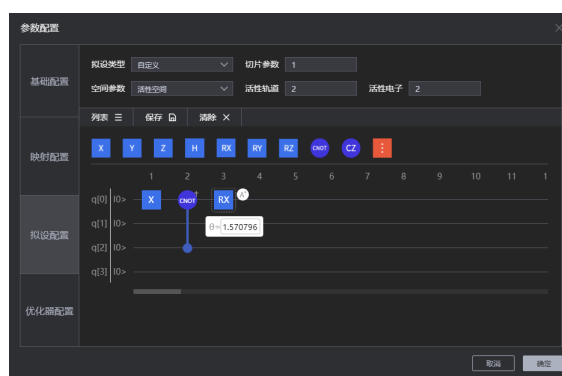 参数配置
基础配置
映射配置
拟设配置
优化器配置
拟设类型 自定义 切片参数 1
空间参数 活性空间 活性轨道 2 活性电子 2
列表 保存 清除
X Y Z H RX RY RZ CNOT CZ
1 2 3 4 5 6 7 8 9 10 11 1
q[0] I0> X CNOT RX
q[1] I0> θ= 1.570796
q[2] I0>
q[3] I0>
取消 确定